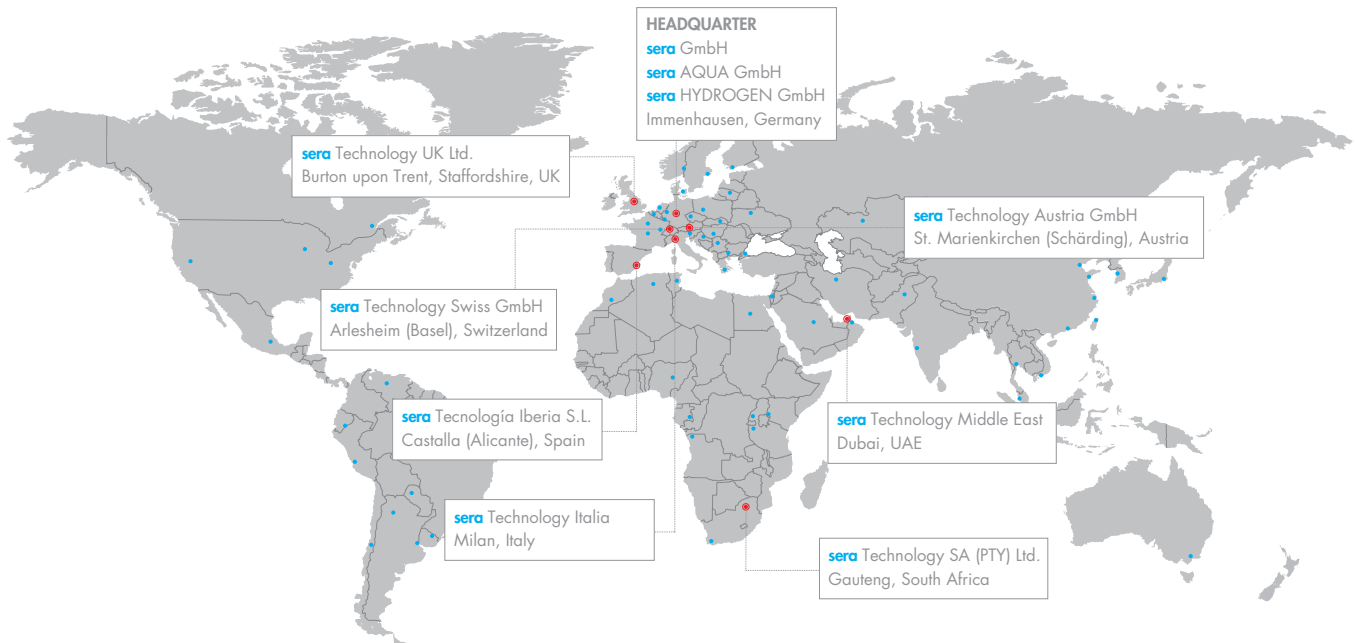 HEADQUARTER
sera GmbH
sera AQUA GmbH
sera HYDROGEN GmbH
Immenhausen, Germany
sera Technology UK Ltd.
Burton upon Trent, Staffordshire, UK
sera Technology Austria GmbH
St. Marienkirchen (Schärding), Austria
sera Technology Swiss GmbH
Arlesheim (Basel), Switzerland
sera Tecnología Iberia S.L.
Castalla (Alicante), Spain
sera Technology Middle East
Dubai, UAE
sera Technology Italia
Milan, Italy
sera Technology SA (PTY) Ltd.
Gauteng, South Africa